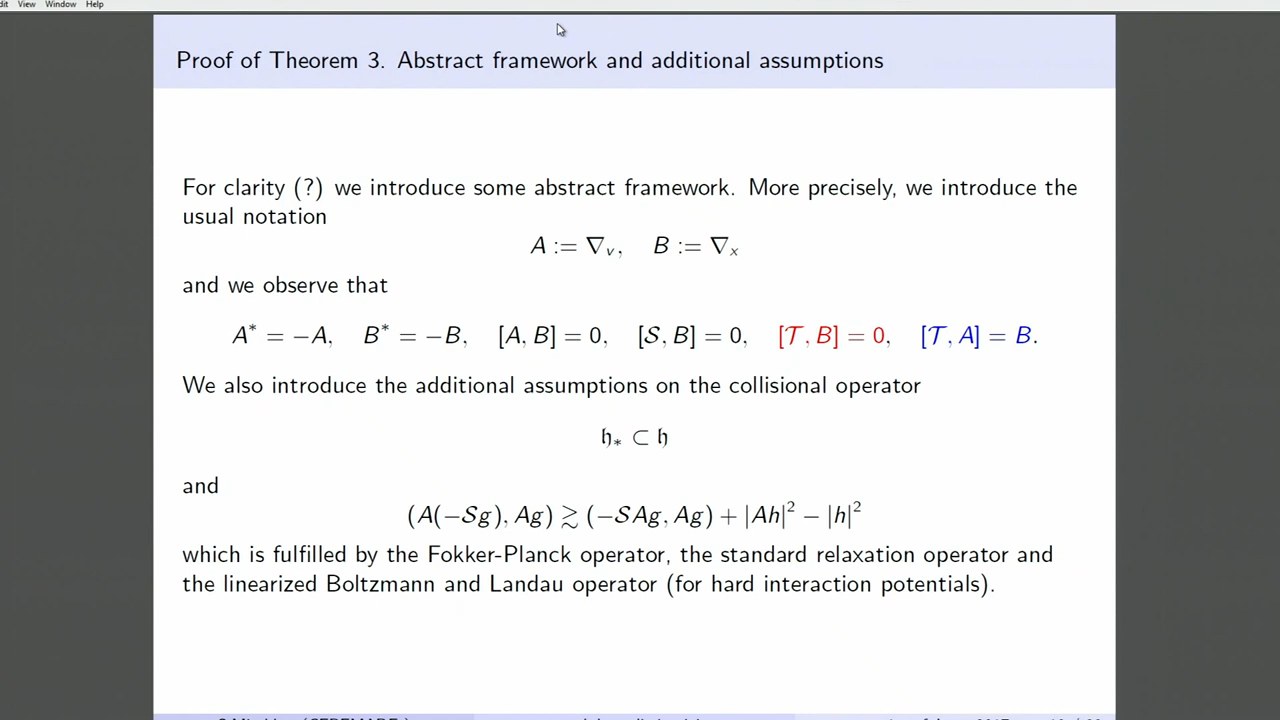 View Window Help
Proof of Theorem 3. Abstract framework and additional assumptions
For clarity (?) we introduce some abstract framework. More precisely, we introduce the
usual notation
A := ∇ᵥ, B := ∇ₓ
and we observe that
A* = −A, B* = −B, [A, B] = 0, [𝒮, B] = 0, [𝒯, B] = 0, [𝒯, A] = B.
We also introduce the additional assumptions on the collisional operator
𝔥∗ ⊂ 𝔥
and
(A(−𝒮g), Ag) ≳ (−𝒮Ag, Ag) + |Ah|² − |h|²
which is fulfilled by the Fokker-Planck operator, the standard relaxation operator and
the linearized Boltzmann and Landau operator (for hard interaction potentials).